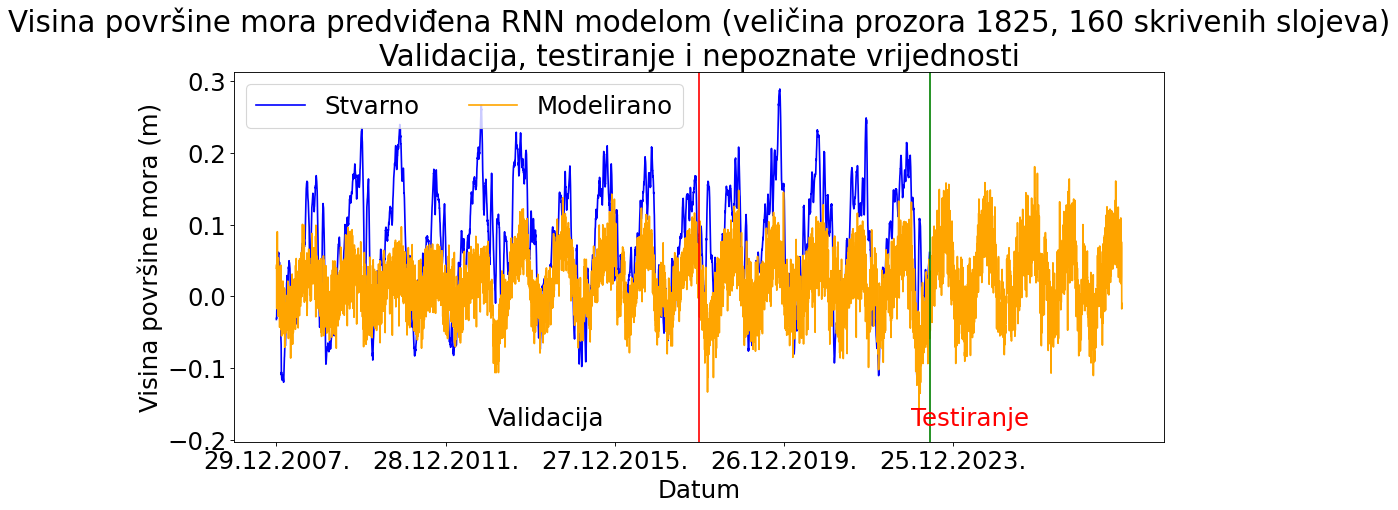 Visina površine mora predviđena RNN modelom (veličina prozora 1825, 160 skrivenih slojeva)
Validacija, testiranje i nepoznate vrijednosti
Stvarno
Modelirano
Visina površine mora (m)
0.3
0.2
0.1
0.0
−0.1
−0.2
Validacija
Testiranje
29.12.2007.
28.12.2011.
27.12.2015.
26.12.2019.
25.12.2023.
Datum